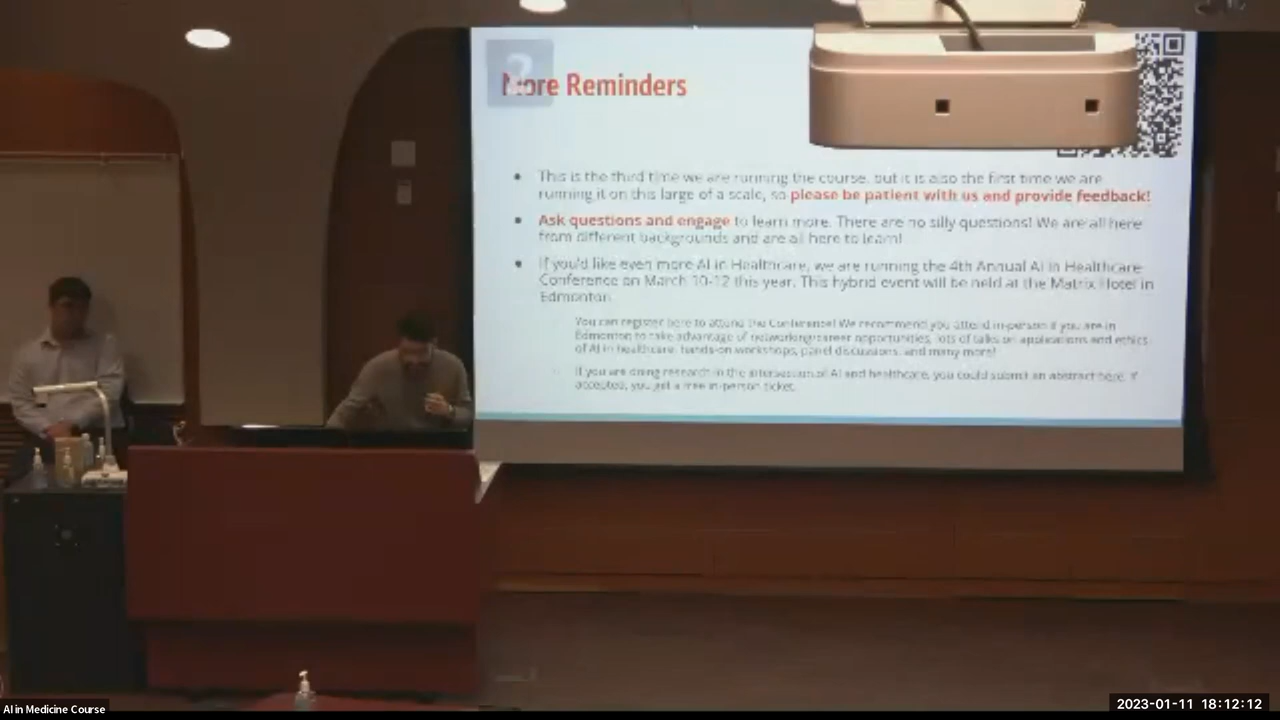 More Reminders
This is the third time we are running the course, but it is also the first time we are
running it on this large of a scale, so please be patient with us and provide feedback!
Ask questions and engage to learn more. There are no silly questions! We are all here
from different backgrounds and are all here to learn!
If you'd like even more AI in Healthcare, we are running the 4th Annual AI in Healthcare
Conference on March 10-12 this year. This hybrid event will be held at the Matrix Hotel in
Edmonton.
You can register here to attend the Conference! We recommend you attend in-person if you are in
Edmonton to take advantage of networking/career opportunities, lots of talks on applications and ethics
of AI in healthcare, hands-on workshops, panel discussions, and many more!
If you are doing research in the intersection of AI and healthcare, you could submit an abstract here. If
accepted, you get a free in-person ticket.
AI in Medicine Course
2023-01-11 18:12:12